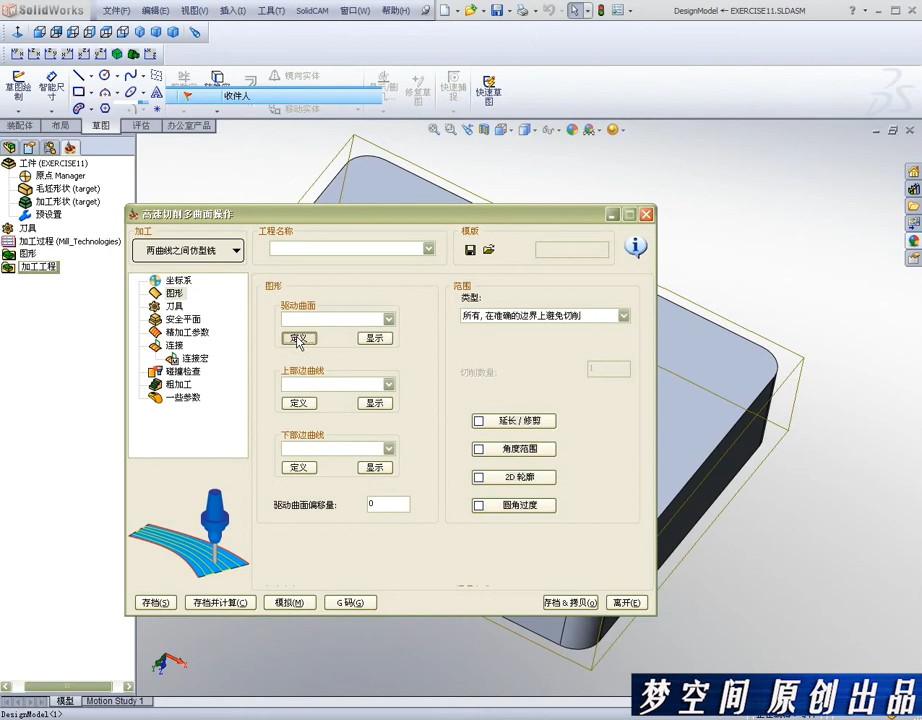 SolidWorks 文件(F) 编辑(E) 视图(V) 插入(I) 工具(T) SolidCAM 窗口(W) 帮助(H) DesignModel ← EXERCISE11.SLDASM
草图绘制 智能尺寸 镜向实体 移动实体 修复草图 快速捕捉 快速草图
收件人
装配体 布局 草图 评估 办公室产品
工件 (EXERCISE11)
原点 Manager
毛坯形状 (target)
加工形状 (target)
预设置
刀具
加工过程 (Mill_Technologies)
图形
加工工程
高速切削多曲面操作
加工 工程名称 模版
两曲线之间仿型铣
坐标系
图形
刀具
安全平面
精加工参数
连接
连接宏
碰撞检查
粗加工
一些参数
图形
驱动曲面
定义 显示
上部边曲线
定义 显示
下部边曲线
定义 显示
驱动曲面偏移量: 0
范围
类型:
所有, 在准确的边界上避免切削
切削数量: 1
延长 / 修剪
角度范围
2D 轮廓
圆角过度
存档(S) 存档并计算(C) 模拟(M) G 码(G) 存档 & 拷贝(O) 离开(E)
模型 Motion Study 1
DesignModel<1>
梦空间 原创出品